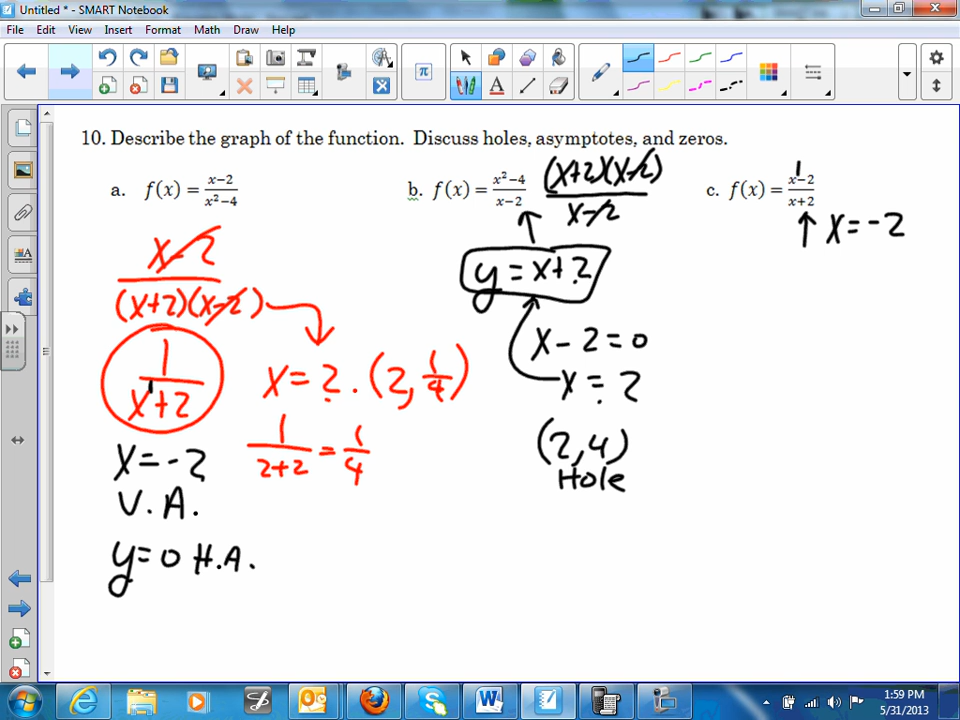 Untitled * - SMART Notebook
File Edit View Insert Format Math Draw Help
10. Describe the graph of the function. Discuss holes, asymptotes, and zeros.
a. f(x) = (x−2)/(x²−4)
b. f(x) = (x²−4)/(x−2) (x+2)(x-2)/(x-2)
c. f(x) = (x−2)/(x+2)
1
x = -2
x-2
(x+2)(x-2)
1
x+2
x = 2. (2, 1/4)
1/(2+2) = 1/4
x = -2
V.A.
y = 0 H.A.
y = x+2
x - 2 = 0
x = 2
(2,4)
Hole
1:59 PM
5/31/2013